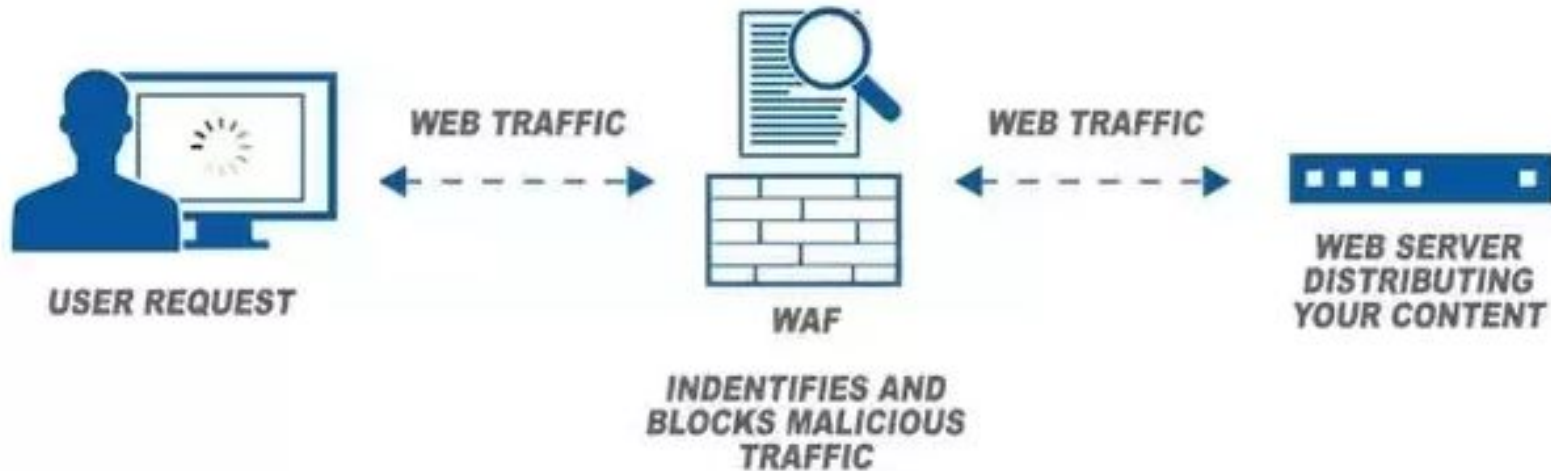 WEB TRAFFIC
WEB TRAFFIC
USER REQUEST
WAF
INDENTIFIES AND
BLOCKS MALICIOUS
TRAFFIC
WEB SERVER
DISTRIBUTING
YOUR CONTENT